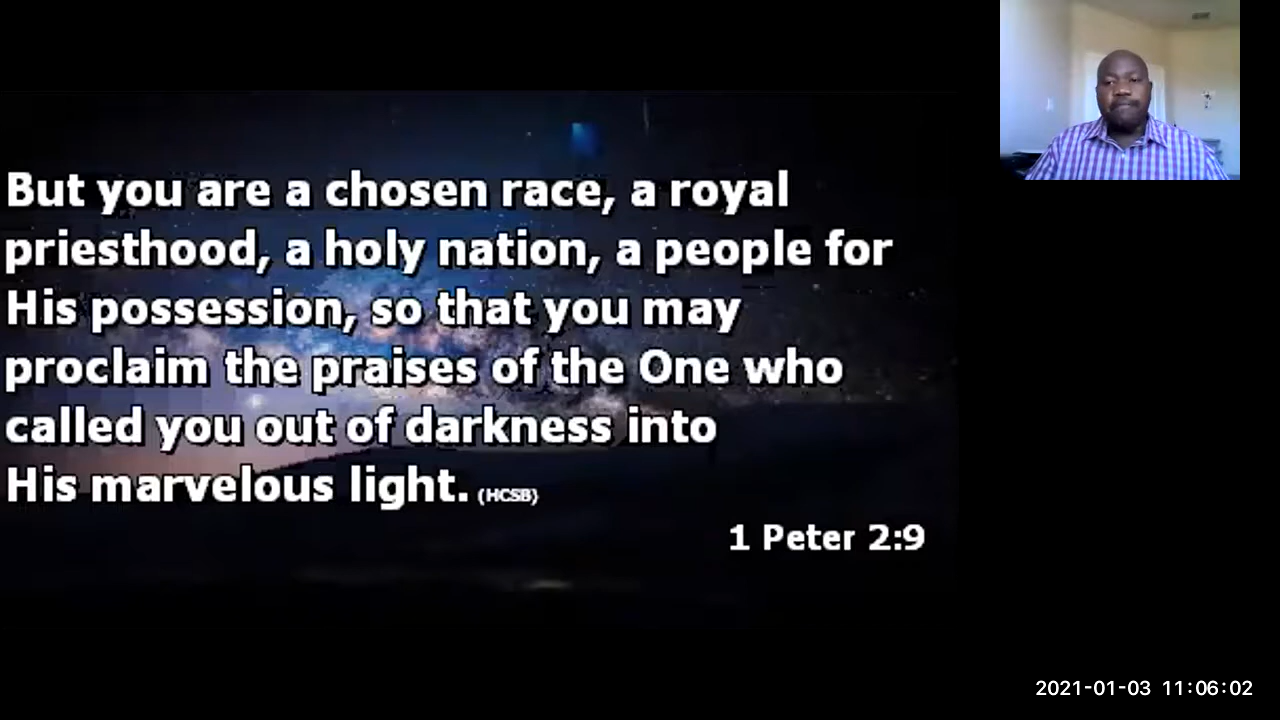 But you are a chosen race, a royal
priesthood, a holy nation, a people for
His possession, so that you may
proclaim the praises of the One who
called you out of darkness into
His marvelous light. (HCSB)
1 Peter 2:9
2021-01-03 11:06:02